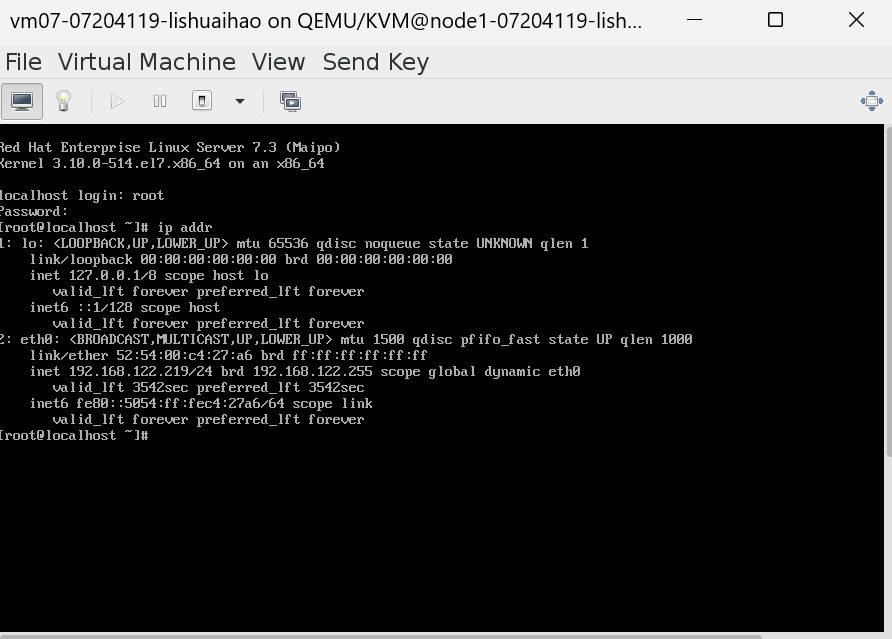 vm07-07204119-lishuaihao on QEMU/KVM@node1-07204119-lish...
File Virtual Machine View Send Key
Red Hat Enterprise Linux Server 7.3 (Maipo)
Kernel 3.10.0-514.el7.x86_64 on an x86_64
localhost login: root
Password:
[root@localhost ~]# ip addr
1: lo: <LOOPBACK,UP,LOWER_UP> mtu 65536 qdisc noqueue state UNKNOWN qlen 1
link/loopback 00:00:00:00:00:00 brd 00:00:00:00:00:00
inet 127.0.0.1/8 scope host lo
valid_lft forever preferred_lft forever
inet6 ::1/128 scope host
valid_lft forever preferred_lft forever
2: eth0: <BROADCAST,MULTICAST,UP,LOWER_UP> mtu 1500 qdisc pfifo_fast state UP qlen 1000
link/ether 52:54:00:c4:27:a6 brd ff:ff:ff:ff:ff:ff
inet 192.168.122.219/24 brd 192.168.122.255 scope global dynamic eth0
valid_lft 3542sec preferred_lft 3542sec
inet6 fe80::5054:ff:fec4:27a6/64 scope link
valid_lft forever preferred_lft forever
[root@localhost ~]#